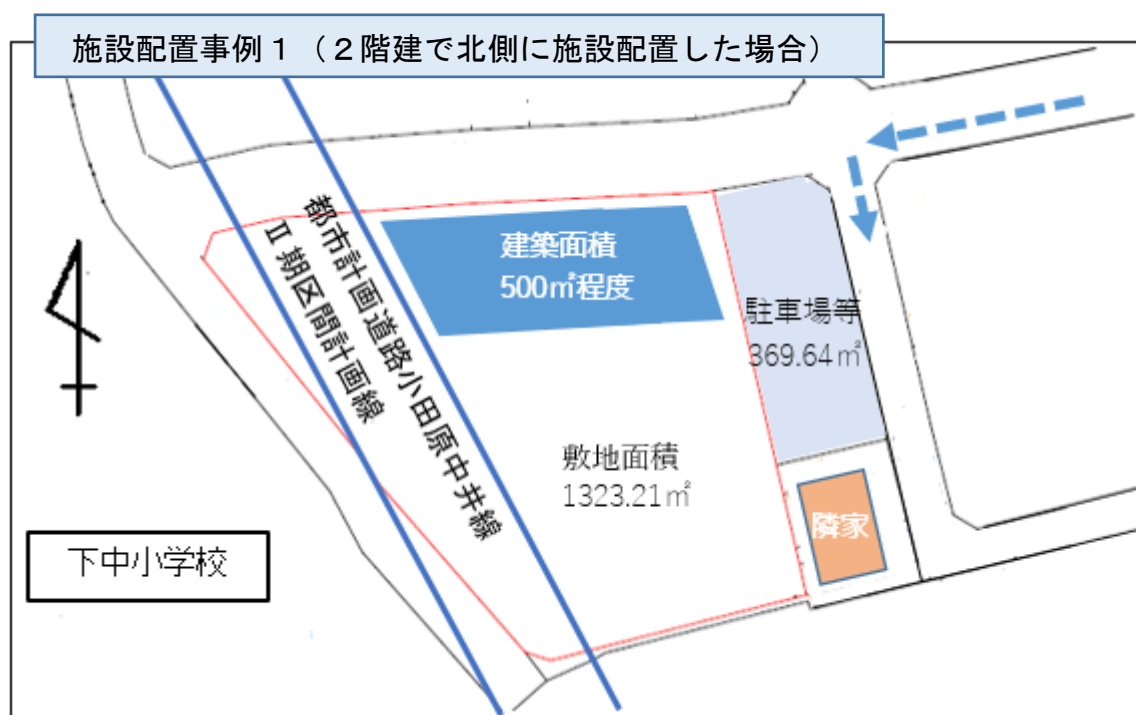 施設配置事例１（２階建で北側に施設配置した場合）
都市計画道路小田原中井線
Ⅱ期区間計画線
建築面積
500㎡程度
駐車場等
369.64㎡
敷地面積
1323.21㎡
隣家
下中小学校